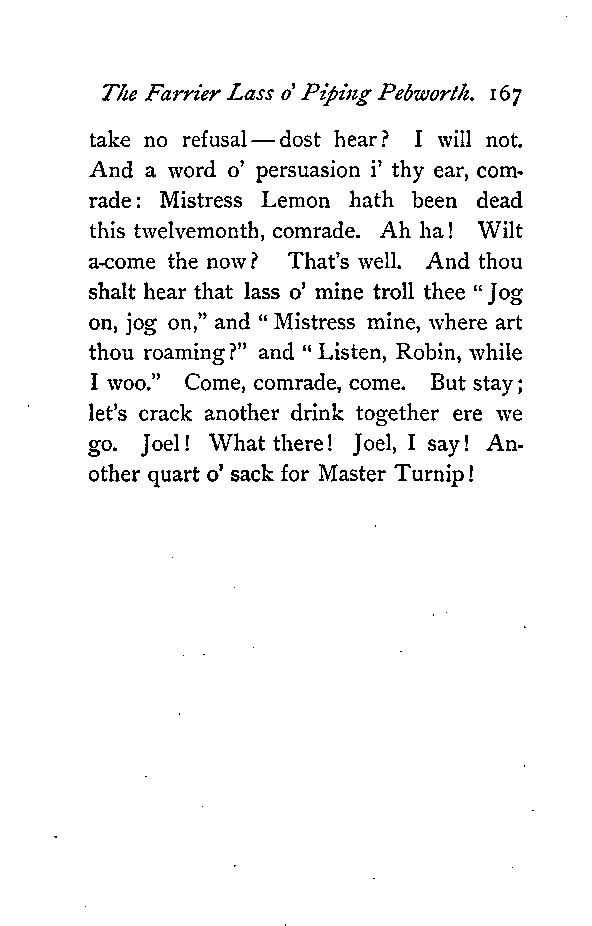 The Farrier Lass o' Piping Pebworth. 167
take no refusal—dost hear? I will not.
And a word o' persuasion i' thy ear, com-
rade: Mistress Lemon hath been dead
this twelvemonth, comrade. Ah ha! Wilt
a-come the now? That's well. And thou
shalt hear that lass o' mine troll thee "Jog
on, jog on," and "Mistress mine, where art
thou roaming?" and "Listen, Robin, while
I woo." Come, comrade, come. But stay;
let's crack another drink together ere we
go. Joel! What there! Joel, I say! An-
other quart o' sack for Master Turnip!